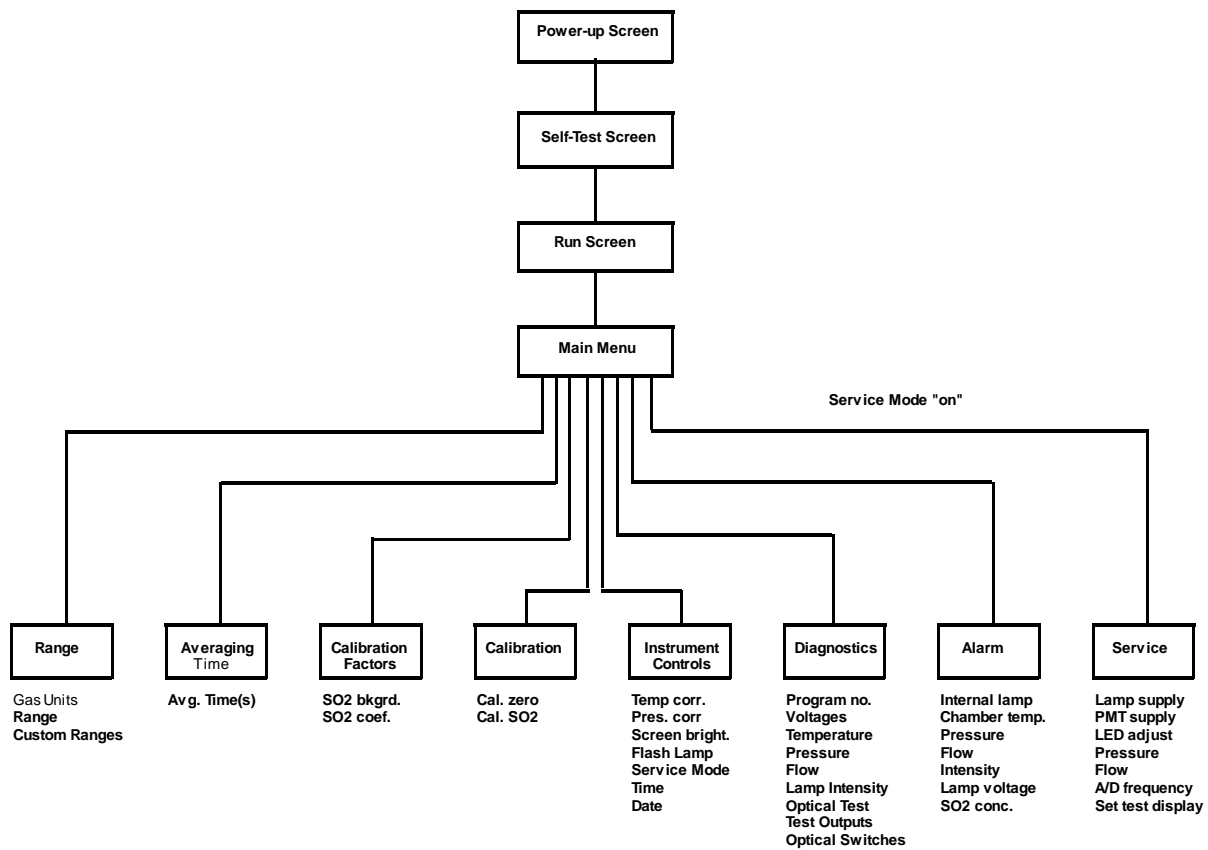 Power-up Screen
Self-Test Screen
Run Screen
Main Menu
Service Mode "on"
Range
Gas Units
Range
Custom Ranges
Averaging
Time
Avg. Time(s)
Calibration
Factors
SO2 bkgrd.
SO2 coef.
Calibration
Cal. zero
Cal. SO2
Instrument
Controls
Temp corr.
Pres. corr
Screen bright.
Flash Lamp
Service Mode
Time
Date
Diagnostics
Program no.
Voltages
Temperature
Pressure
Flow
Lamp Intensity
Optical Test
Test Outputs
Optical Switches
Alarm
Internal lamp
Chamber temp.
Pressure
Flow
Intensity
Lamp voltage
SO2 conc.
Service
Lamp supply
PMT supply
LED adjust
Pressure
Flow
A/D frequency
Set test display